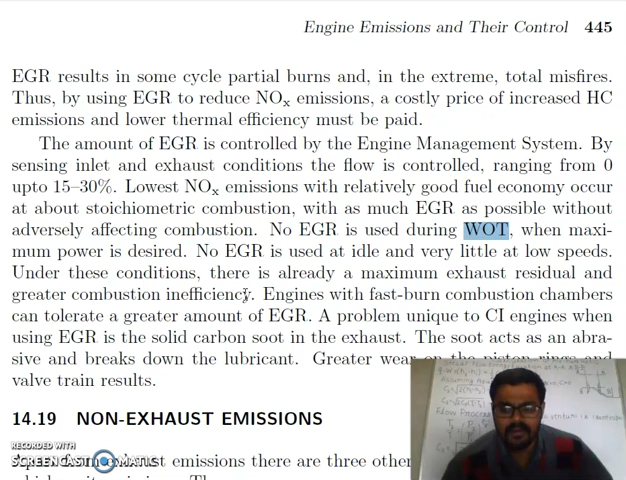 Engine Emissions and Their Control 445
EGR results in some cycle partial burns and, in the extreme, total misfires.
Thus, by using EGR to reduce NOx emissions, a costly price of increased HC
emissions and lower thermal efficiency must be paid.
The amount of EGR is controlled by the Engine Management System. By
sensing inlet and exhaust conditions the flow is controlled, ranging from 0
upto 15–30%. Lowest NOx emissions with relatively good fuel economy occur
at about stoichiometric combustion, with as much EGR as possible without
adversely affecting combustion. No EGR is used during WOT, when maxi-
mum power is desired. No EGR is used at idle and very little at low speeds.
Under these conditions, there is already a maximum exhaust residual and
greater combustion inefficiency. Engines with fast-burn combustion chambers
can tolerate a greater amount of EGR. A problem unique to CI engines when
using EGR is the solid carbon soot in the exhaust. The soot acts as an abra-
sive and breaks down the lubricant. Greater wear on the piston rings and
valve train results.
14.19 NON-EXHAUST EMISSIONS
RECORDED WITH
SCREENCAST MATIC
emissions there are three other